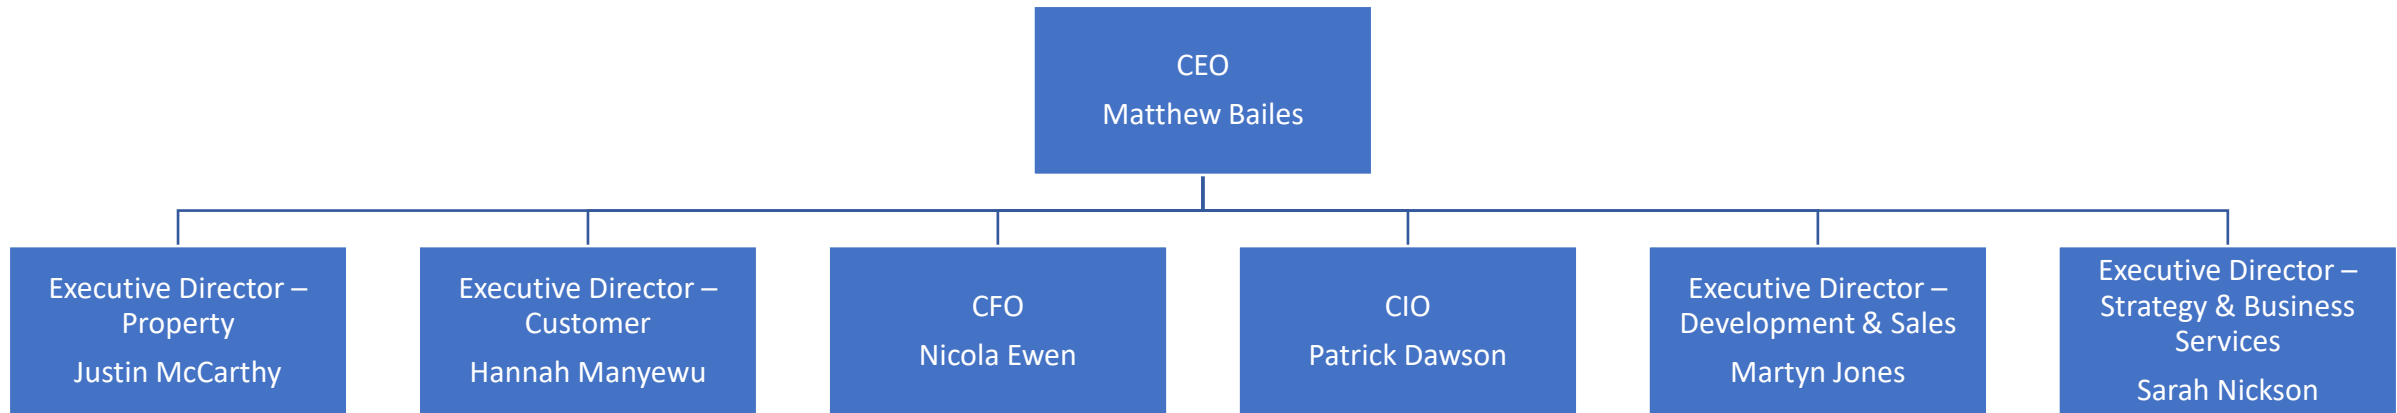 CEO
Matthew Bailes
Executive Director –
Property
Justin McCarthy
Executive Director –
Customer
Hannah Manyewu
CFO
Nicola Ewen
CIO
Patrick Dawson
Executive Director –
Development & Sales
Martyn Jones
Executive Director –
Strategy & Business
Services
Sarah Nickson